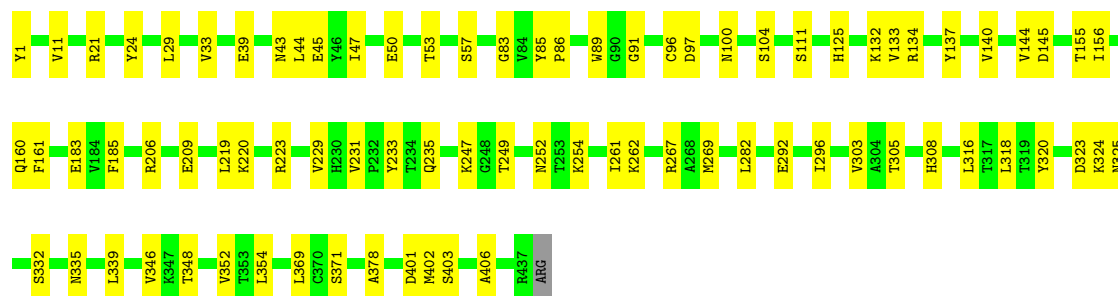 Y1 V11 R21 Y24 L29 V33 E39 N43 L44 E45 Y46 I47 E50 T53 S57 G83 V84 Y85 P86 W89 G90 G91 C96 D97 N100 S104 S111 H125 K132 V133 R134 Y137 V140 V144 D145 T155 I156
Q160 F161 E183 V184 F185 R206 E209 L219 K220 R223 V229 H230 V231 P232 Y233 T234 Q235 K247 G248 T249 N252 T253 K254 I261 K262 R267 A268 M269 L282 E292 I296 V303 A304 T305 H308 L316 T317 L318 T319 Y320 D323 K324
S332 N335 L339 V346 K347 T348 V352 T353 L354 L369 C370 S371 A378 D401 M402 S403 A406 R437 ARG